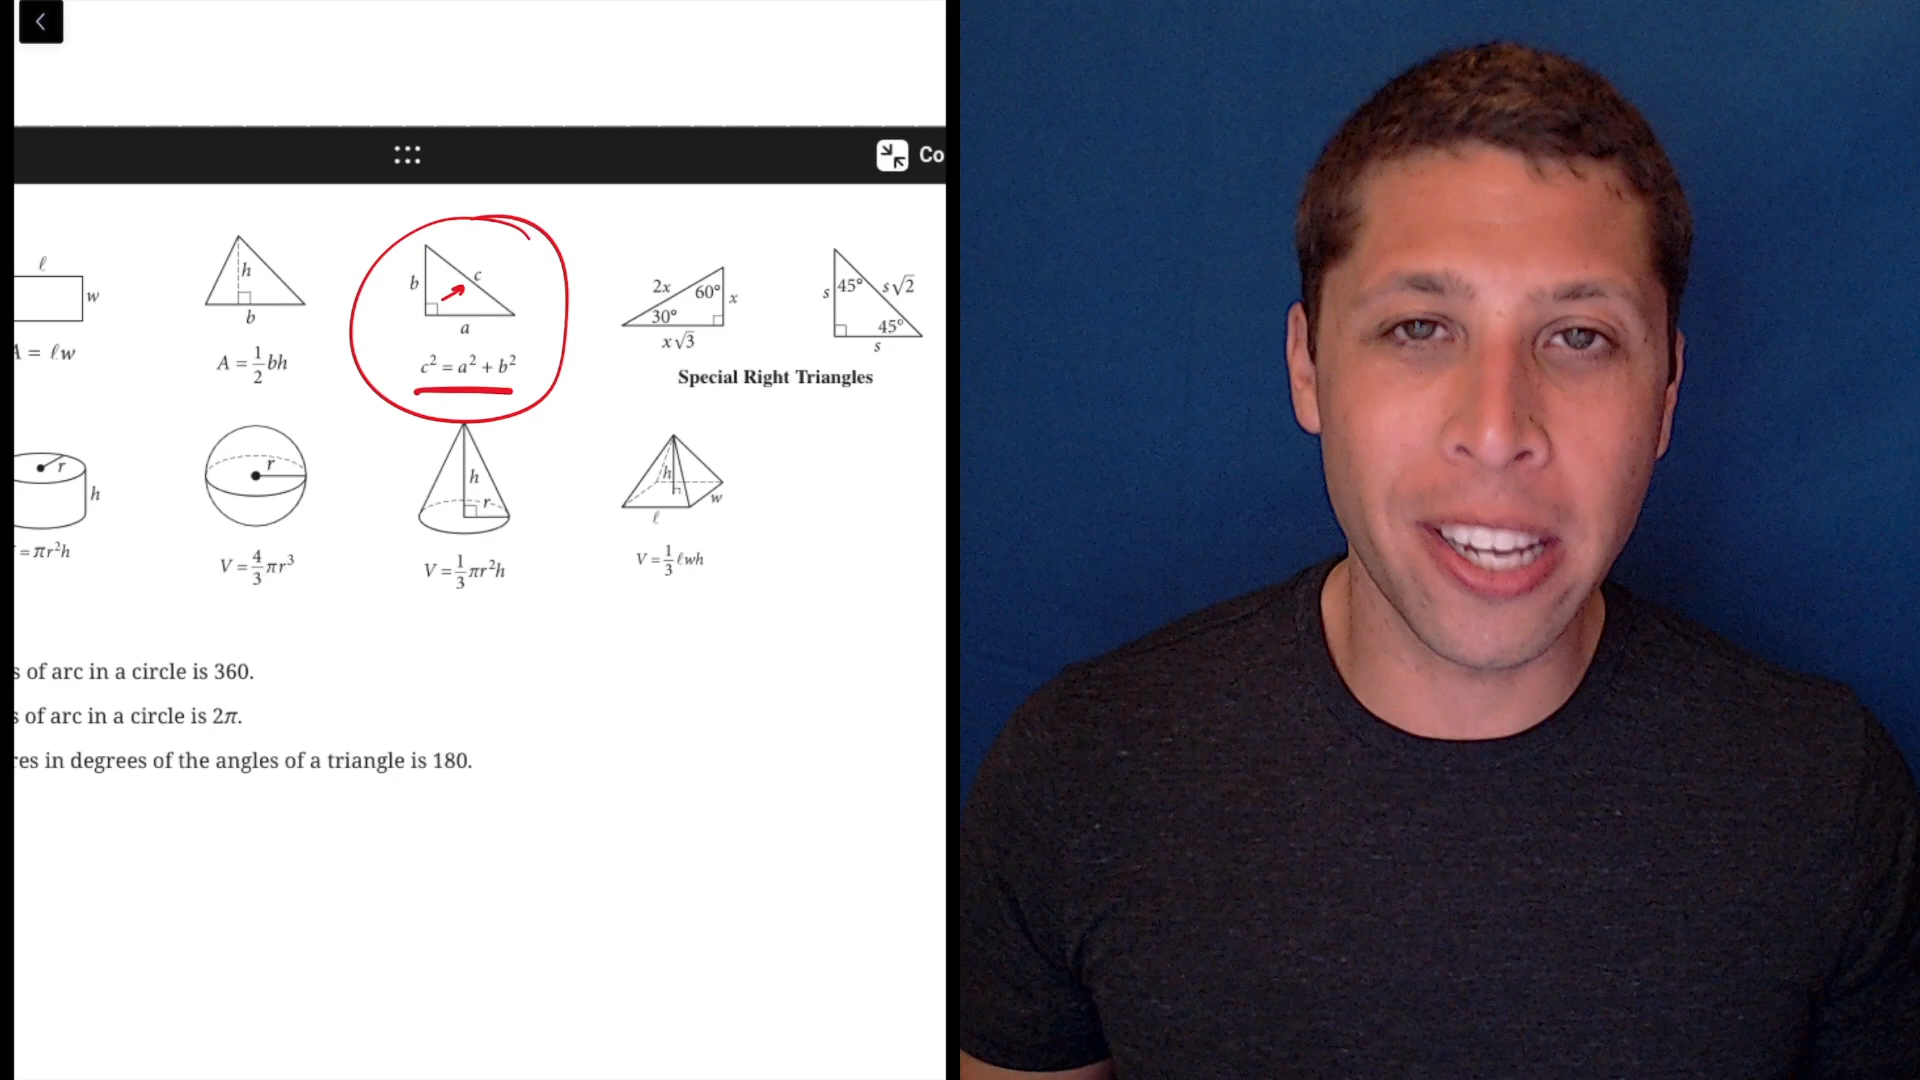 Co
ℓ
w
A = ℓw
h
b
A = 1/2 bh
b
c
a
c² = a² + b²
2x
60°
x
30°
x√3
s
45°
s√2
45°
s
Special Right Triangles
r
h
= πr²h
r
V = 4/3 πr³
h
r
V = 1/3 πr²h
h
w
ℓ
V = 1/3 ℓwh
s of arc in a circle is 360.
s of arc in a circle is 2π.
res in degrees of the angles of a triangle is 180.